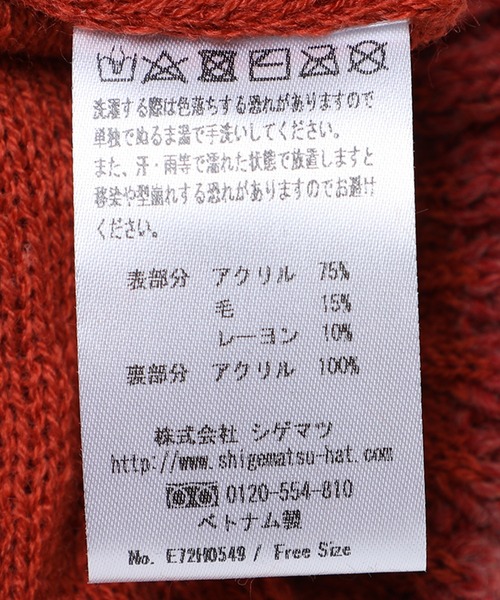 洗濯する際は色落ちする恐れがありますので
単独でぬるま湯で手洗いしてください。
また、汗・雨等で濡れた状態で放置しますと
移染や型崩れする恐れがありますのでお避け
ください。
表部分 アクリル 75%
毛 15%
レーヨン 10%
裏部分 アクリル 100%
株式会社 シゲマツ
http://www.shigematsu-hat.com
0120-554-810
ベトナム製
No. E72H0549 / Free Size